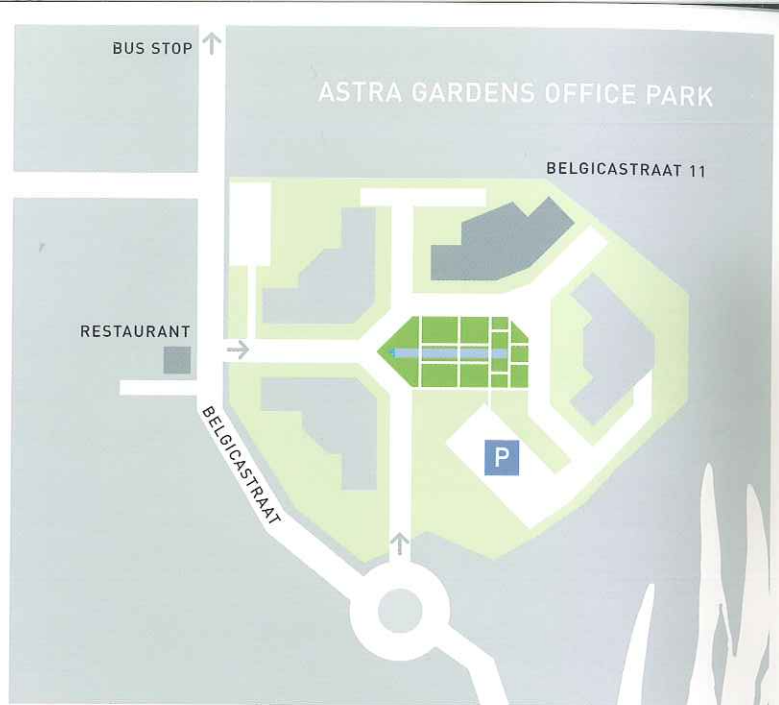 BUS STOP
ASTRA GARDENS OFFICE PARK
BELGICASTRAAT 11
RESTAURANT
BELGICASTRAAT
P